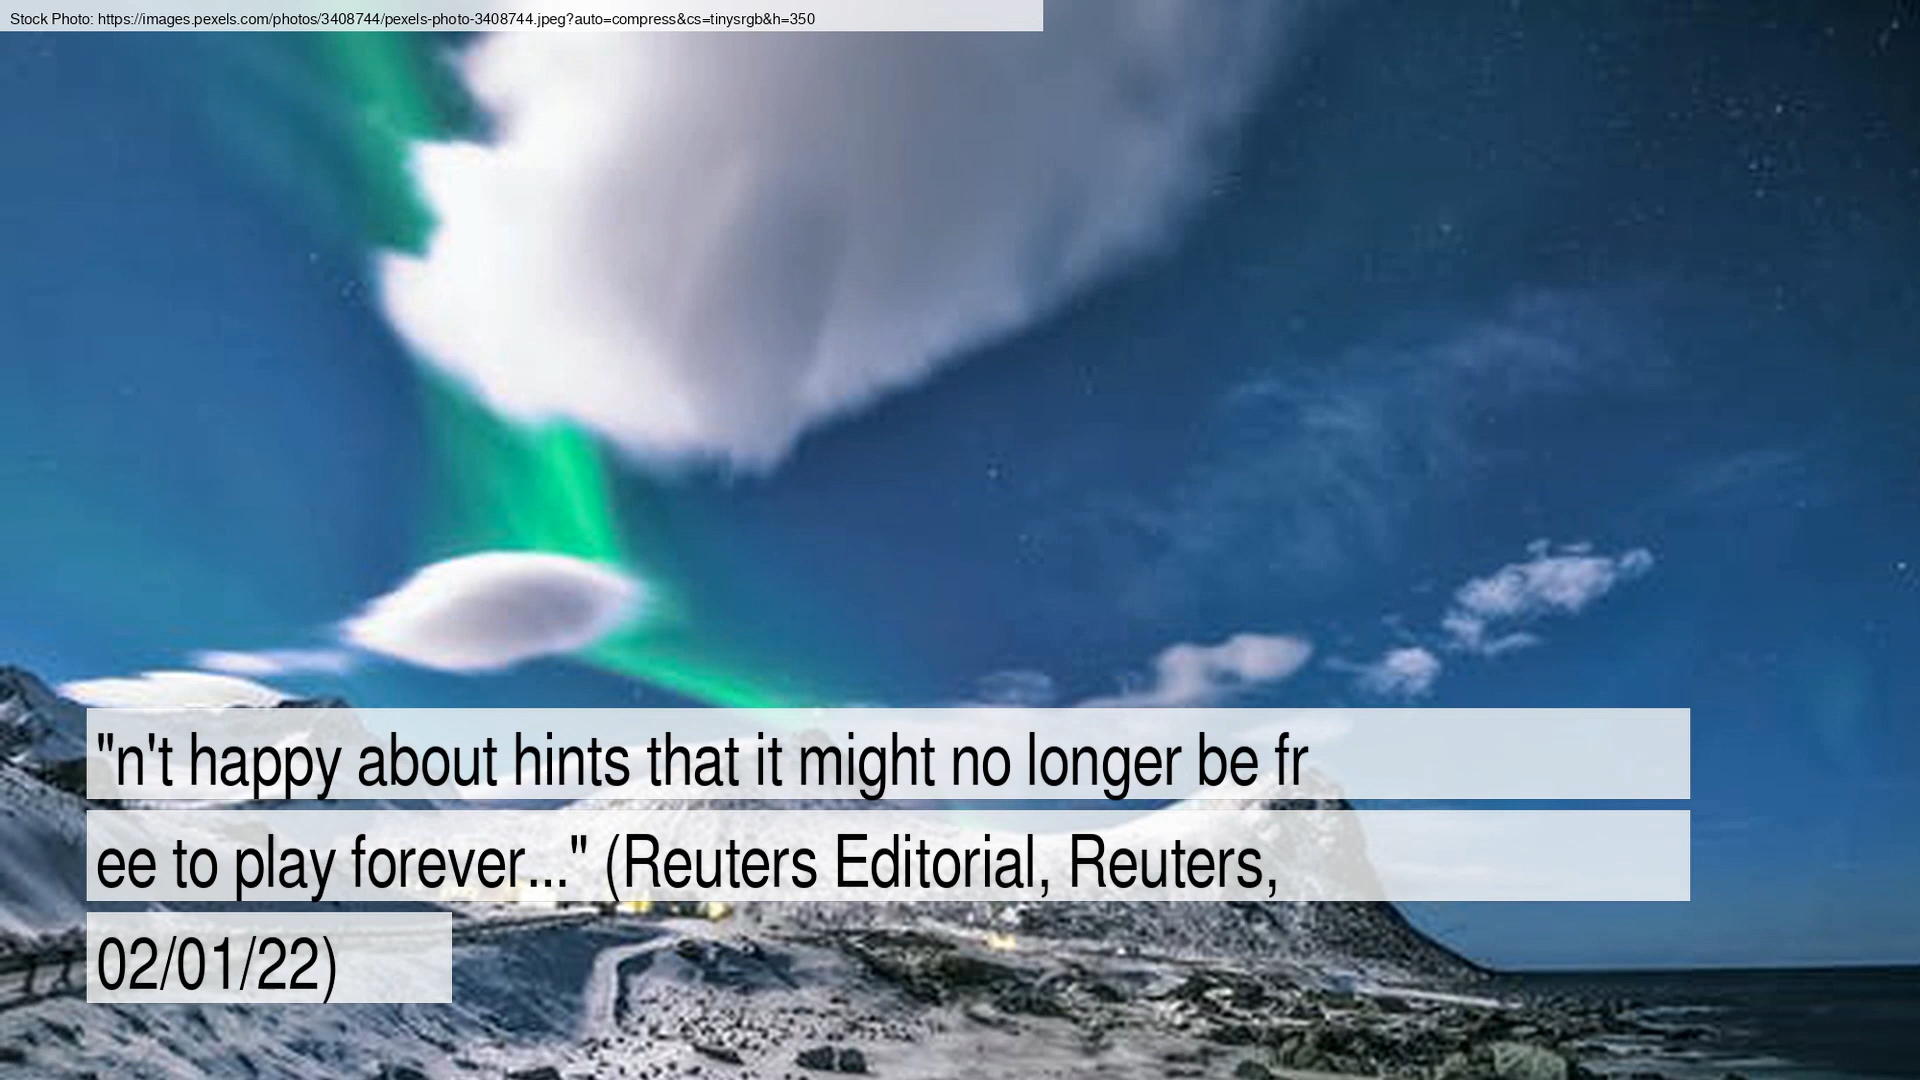 Stock Photo: https://images.pexels.com/photos/3408744/pexels-photo-3408744.jpeg?auto=compress&cs=tinysrgb&h=350
"n't happy about hints that it might no longer be fr
ee to play forever..." (Reuters Editorial, Reuters,
02/01/22)